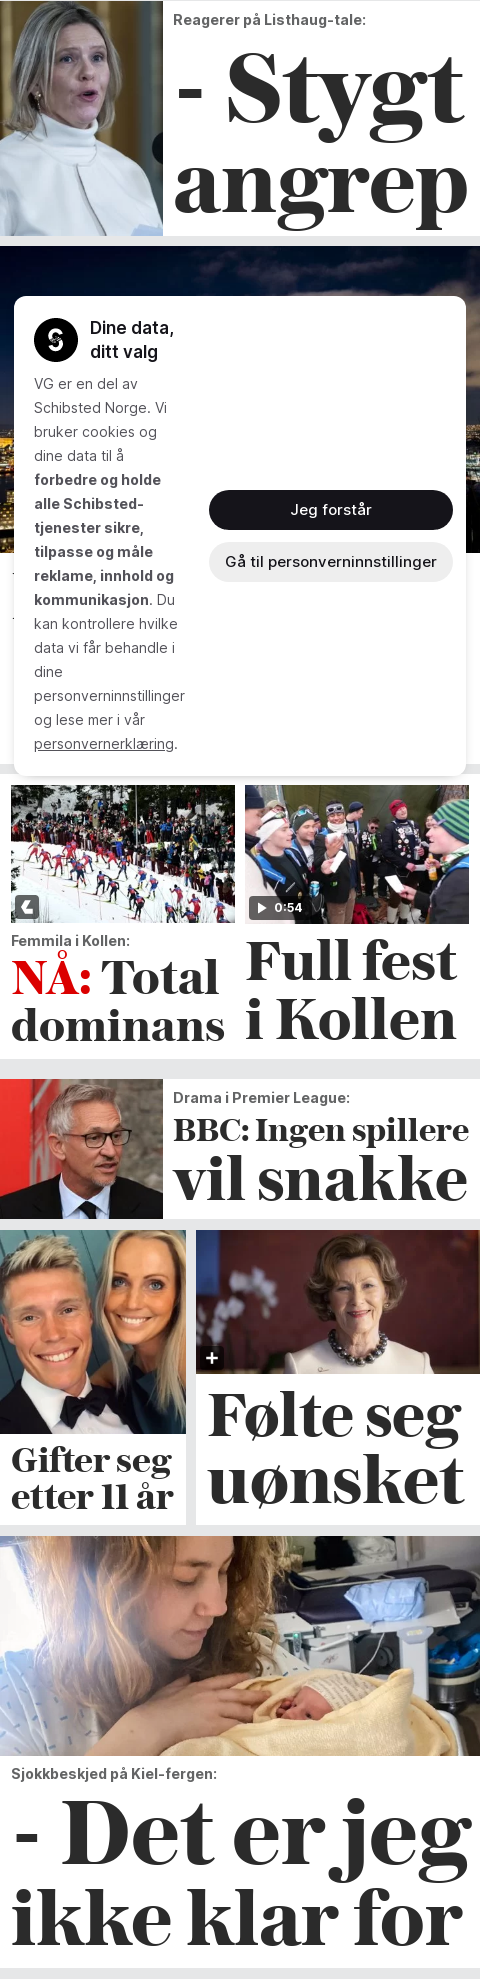 Reagerer på Listhaug-tale:
- Stygt
angrep
Dine data,
ditt valg
VG er en del av
Schibsted Norge. Vi
bruker cookies og
dine data til å
forbedre og holde
alle Schibsted-
tjenester sikre,
tilpasse og måle
reklame, innhold og
kommunikasjon. Du
kan kontrollere hvilke
data vi får behandle i
dine
personverninnstillinger
og lese mer i vår
personvernerklæring.
Jeg forstår
Gå til personverninnstillinger
Femmila i Kollen:
NÅ: Total
dominans
0:54
Full fest
i Kollen
Drama i Premier League:
BBC: Ingen spillere
vil snakke
Gifter seg
etter 11 år
Følte seg
uønsket
Sjokkbeskjed på Kiel-fergen:
- Det er jeg
ikke klar for